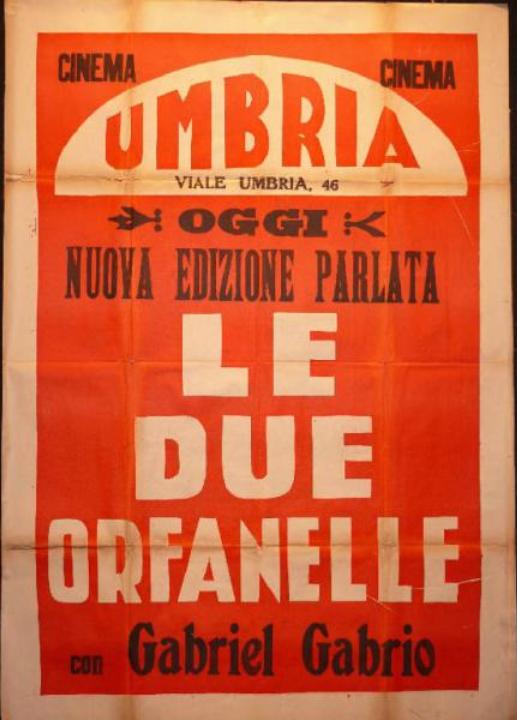 CINEMA CINEMA
UMBRIA
VIALE UMBRIA, 46
OGGI
NUOVA EDIZIONE PARLATA
LE
DUE
ORFANELLE
con Gabriel Gabrio